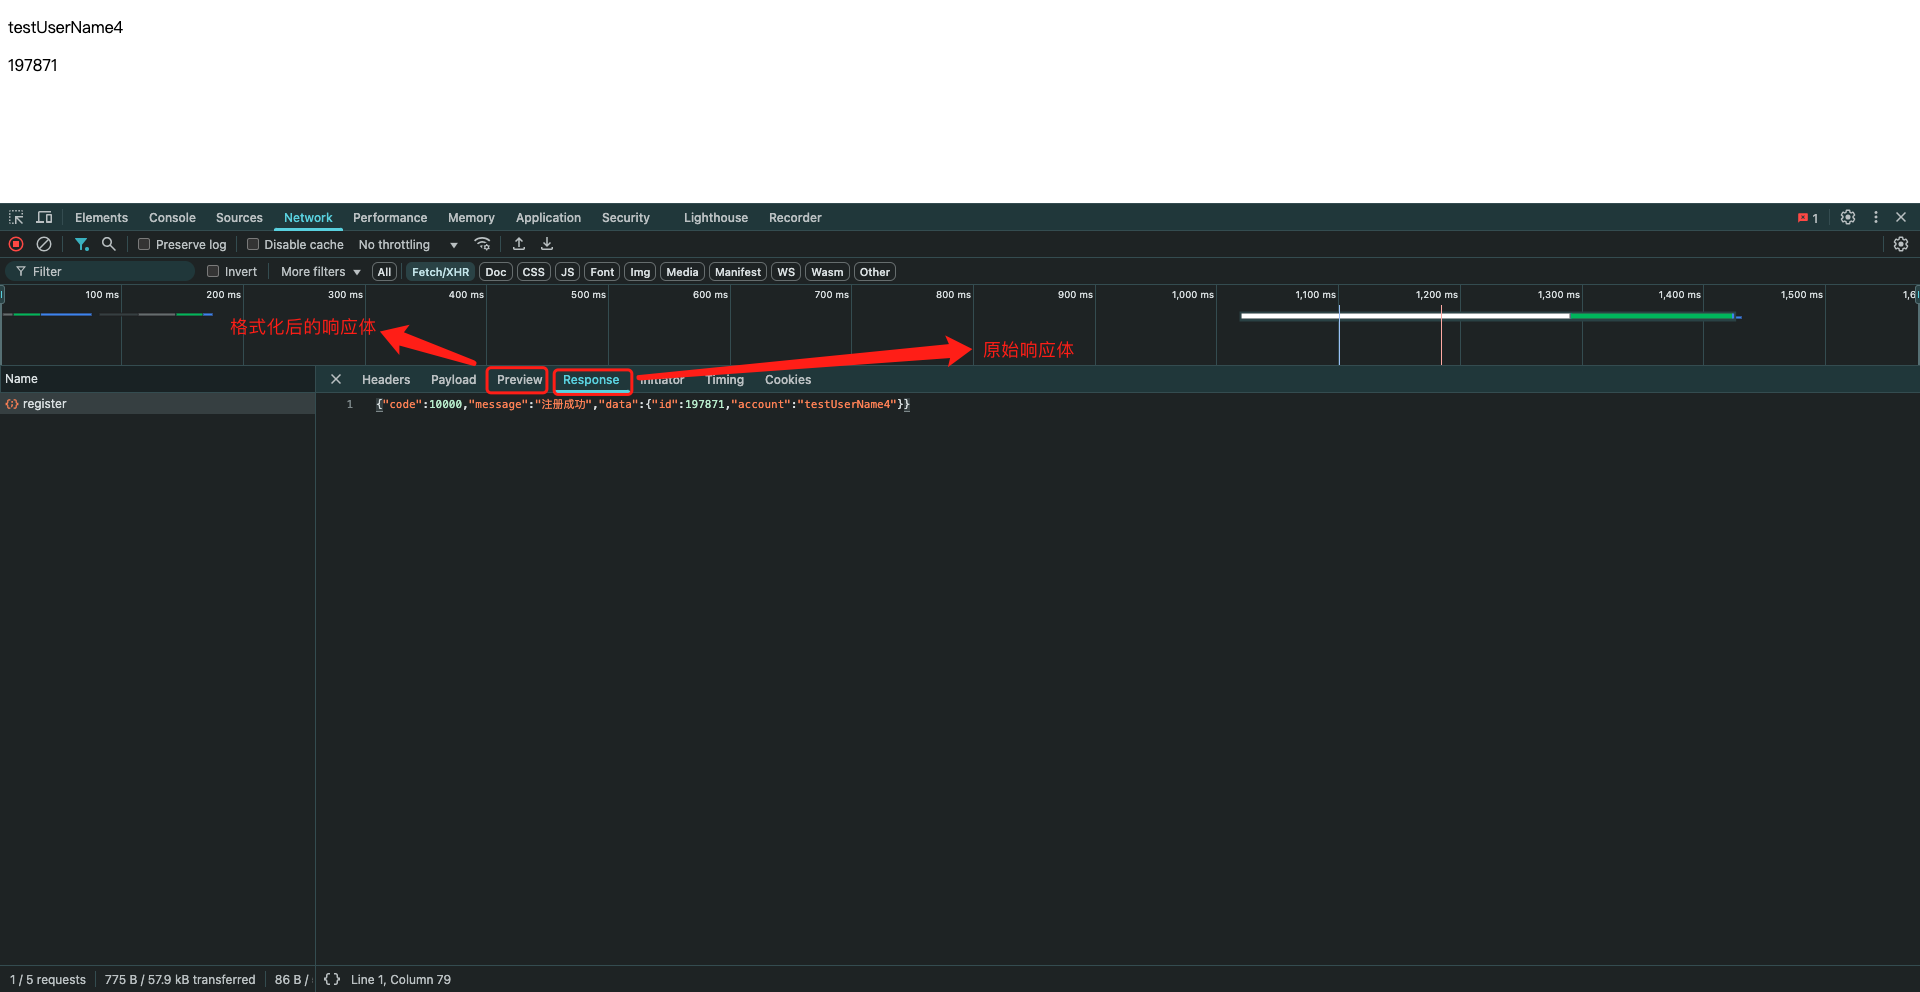 testUserName4
197871
Elements Console Sources Network Performance Memory Application Security Lighthouse Recorder 1
Preserve log Disable cache No throttling
Filter Invert More filters All Fetch/XHR Doc CSS JS Font Img Media Manifest WS Wasm Other
100 ms 200 ms 300 ms 400 ms 500 ms 600 ms 700 ms 800 ms 900 ms 1,000 ms 1,100 ms 1,200 ms 1,300 ms 1,400 ms 1,500 ms
格式化后的响应体
原始响应体
Name Headers Payload Preview Response Initiator Timing Cookies
register
1 {"code":10000,"message":"注册成功","data":{"id":197871,"account":"testUserName4"}}
1 / 5 requests 775 B / 57.9 kB transferred 86 B / {} Line 1, Column 79